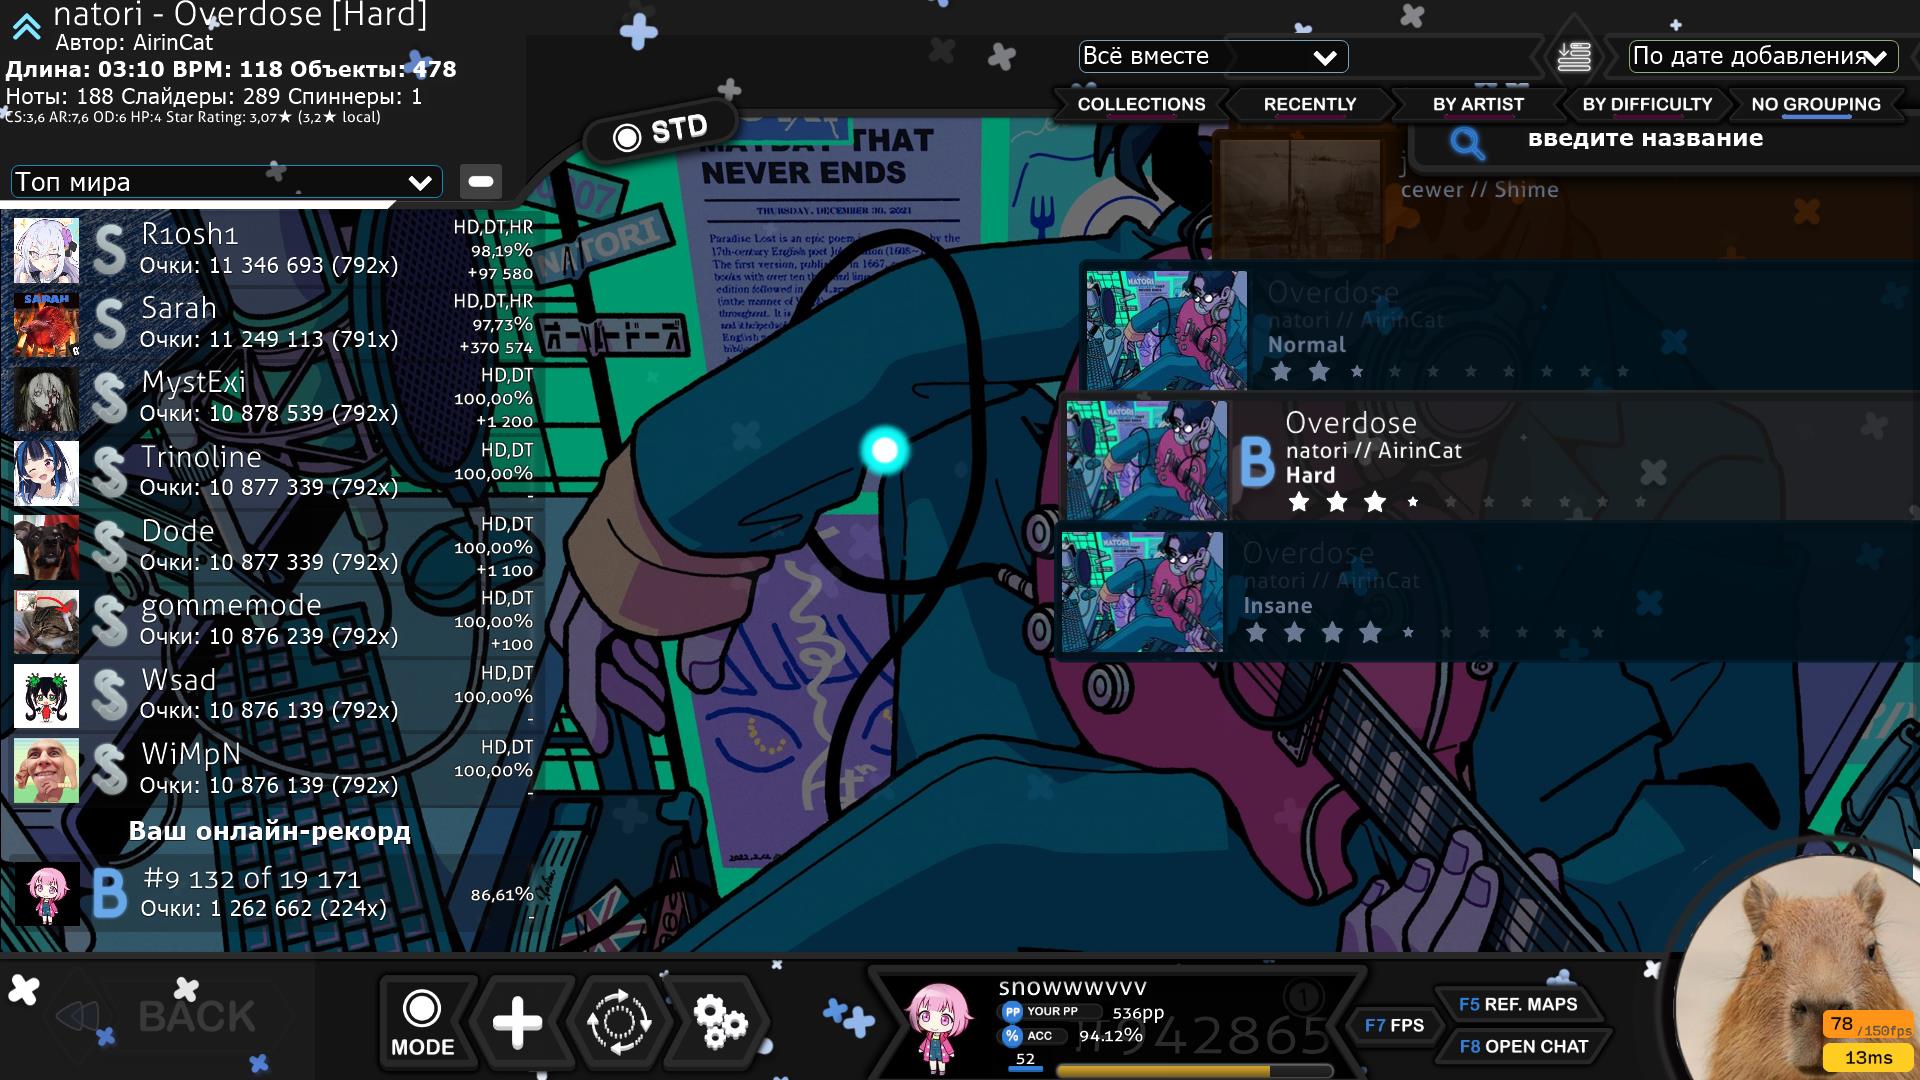 natori - Overdose [Hard]
Автор: AirinCat
Длина: 03:10 BPM: 118 Объекты: 478
Ноты: 188 Слайдеры: 289 Спиннеры: 1
CS:3,6 AR:7,6 OD:6 HP:4 Star Rating: 3,07★ (3,2★ local)
Топ мира
STD
Всё вместе
По дате добавления
COLLECTIONS
RECENTLY
BY ARTIST
BY DIFFICULTY
NO GROUPING
введите название
cewer // Shime
THAT
NEVER ENDS
THURSDAY, DECEMBER 30, 2021
NATORI
R1osh1
HD,DT,HR
98,19%
Очки: 11 346 693 (792x)
+97 580
Sarah
HD,DT,HR
97,73%
Очки: 11 249 113 (791x)
+370 574
MystExi
HD,DT
100,00%
Очки: 10 878 539 (792x)
+1 200
Trinoline
HD,DT
100,00%
Очки: 10 877 339 (792x)
-
Dode
HD,DT
100,00%
Очки: 10 877 339 (792x)
+1 100
gommemode
HD,DT
100,00%
Очки: 10 876 239 (792x)
+100
Wsad
HD,DT
100,00%
Очки: 10 876 139 (792x)
-
WiMpN
HD,DT
100,00%
Очки: 10 876 139 (792x)
-
Ваш онлайн-рекорд
#9 132 of 19 171
86,61%
Очки: 1 262 662 (224x)
-
Overdose
natori // AirinCat
Normal
Overdose
natori // AirinCat
Hard
Overdose
natori // AirinCat
Insane
BACK
MODE
snowwwvvv
PP YOUR PP 536pp
% ACC 94.12%
52
#942865
1
F7 FPS
F5 REF. MAPS
F8 OPEN CHAT
78 /150fps
13ms